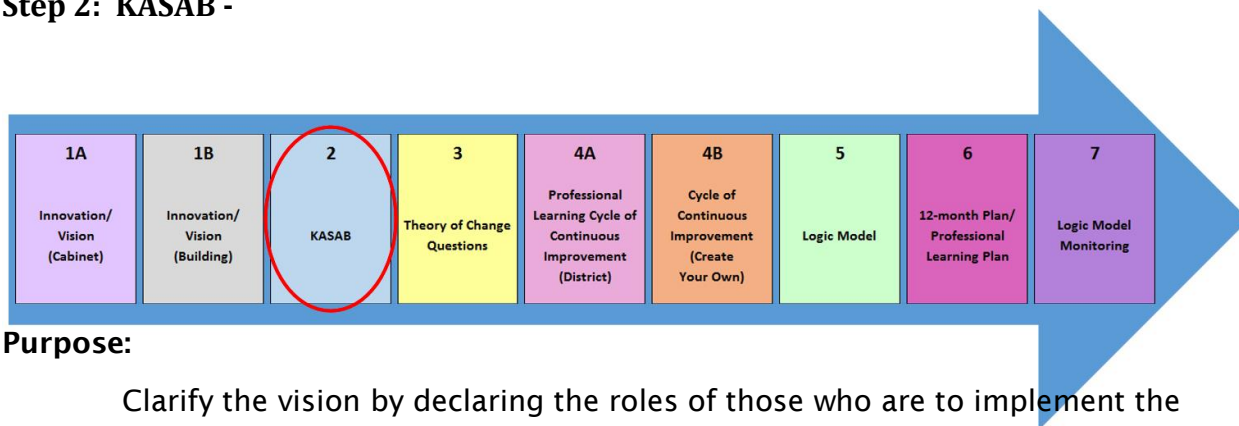 Step 2:  KASAB -
1A
Innovation/
Vision
(Cabinet)
1B
Innovation/
Vision
(Building)
2
KASAB
3
Theory of Change
Questions
4A
Professional
Learning Cycle of
Continuous
Improvement
(District)
4B
Cycle of
Continuous
Improvement
(Create
Your Own)
5
Logic Model
6
12-month Plan/
Professional
Learning Plan
7
Logic Model
Monitoring
Purpose:
Clarify the vision by declaring the roles of those who are to implement the